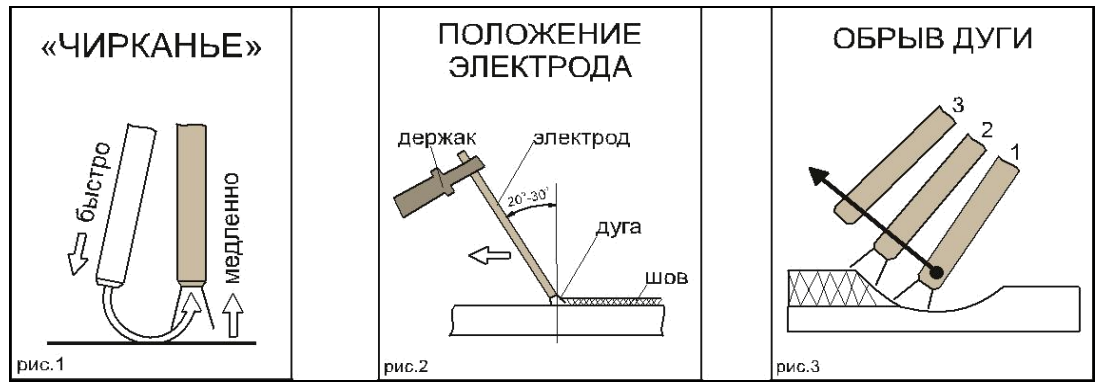 «ЧИРКАНЬЕ»
быстро
медленно
рис.1
ПОЛОЖЕНИЕ
ЭЛЕКТРОДА
держак
электрод
20°-30°
дуга
шов
рис.2
ОБРЫВ ДУГИ
3
2
1
рис.3